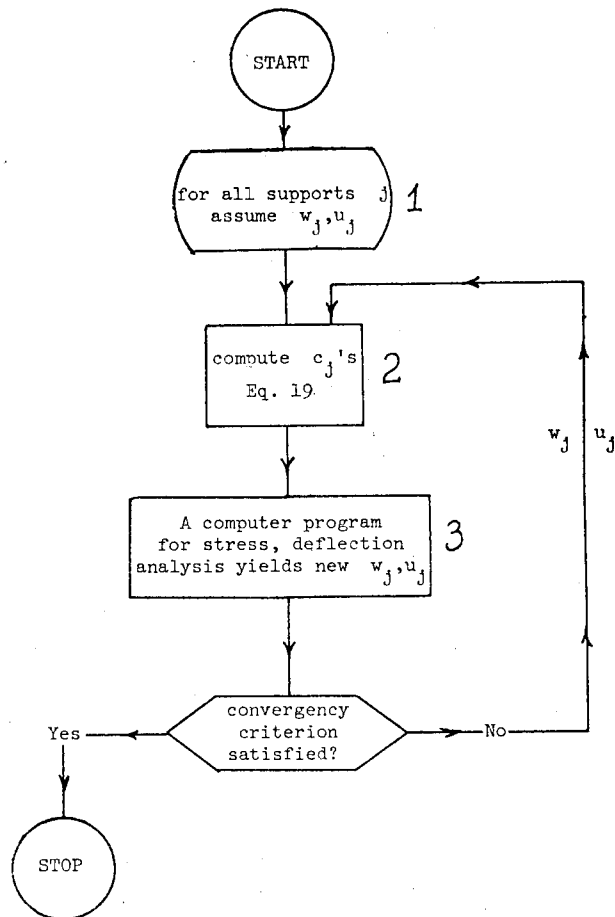 START
for all supports j
assume w_j,u_j
1
compute c_j's
Eq. 19
2
A computer program
for stress, deflection
analysis yields new w_j,u_j
3
w_j u_j
convergency
criterion
satisfied?
Yes
No
STOP